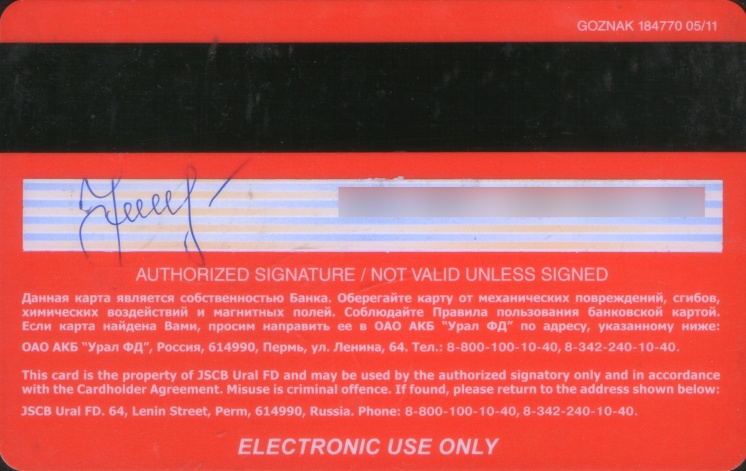 GOZNAK 184770 05/11
AUTHORIZED SIGNATURE / NOT VALID UNLESS SIGNED
Данная карта является собственностью Банка. Оберегайте карту от механических повреждений, сгибов,
химических воздействий и магнитных полей. Соблюдайте Правила пользования банковской картой.
Если карта найдена Вами, просим направить ее в ОАО АКБ "Урал ФД" по адресу, указанному ниже:
ОАО АКБ "Урал ФД", Россия, 614990, Пермь, ул. Ленина, 64. Тел.: 8-800-100-10-40, 8-342-240-10-40.
This card is the property of JSCB Ural FD and may be used by the authorized signatory only and in accordance
with the Cardholder Agreement. Misuse is criminal offence. If found, please return to the address shown below:
JSCB Ural FD. 64, Lenin Street, Perm, 614990, Russia. Phone: 8-800-100-10-40, 8-342-240-10-40.
ELECTRONIC USE ONLY